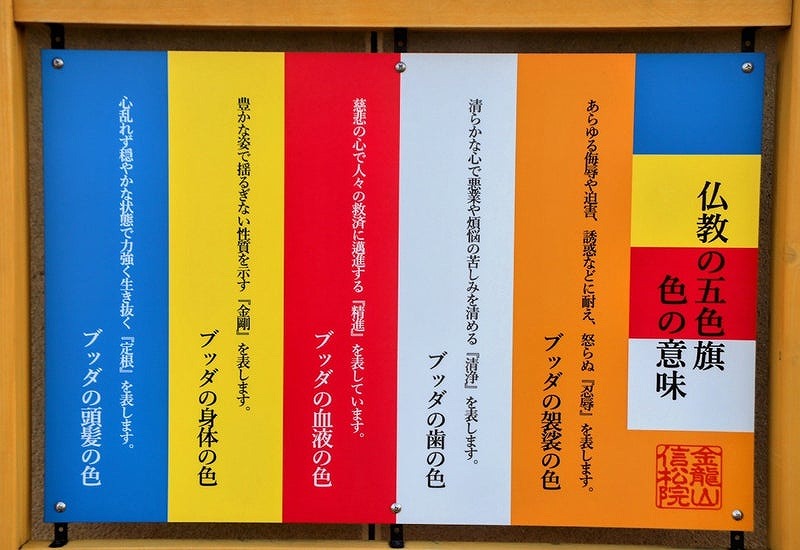 仏教の五色旗
色の意味
金龍山
信松院
あらゆる侮辱や迫害、誘惑などに耐え、怒らぬ『忍辱』を表します。
ブッダの袈裟の色
清らかな心で悪業や煩悩の苦しみを清める『清浄』を表します。
ブッダの歯の色
慈悲の心で人々の救済に邁進する『精進』を表しています。
ブッダの血液の色
豊かな姿で揺るぎない性質を示す『金剛』を表します。
ブッダの身体の色
心乱れず穏やかな状態で力強く生き抜く『定根』を表します。
ブッダの頭髪の色